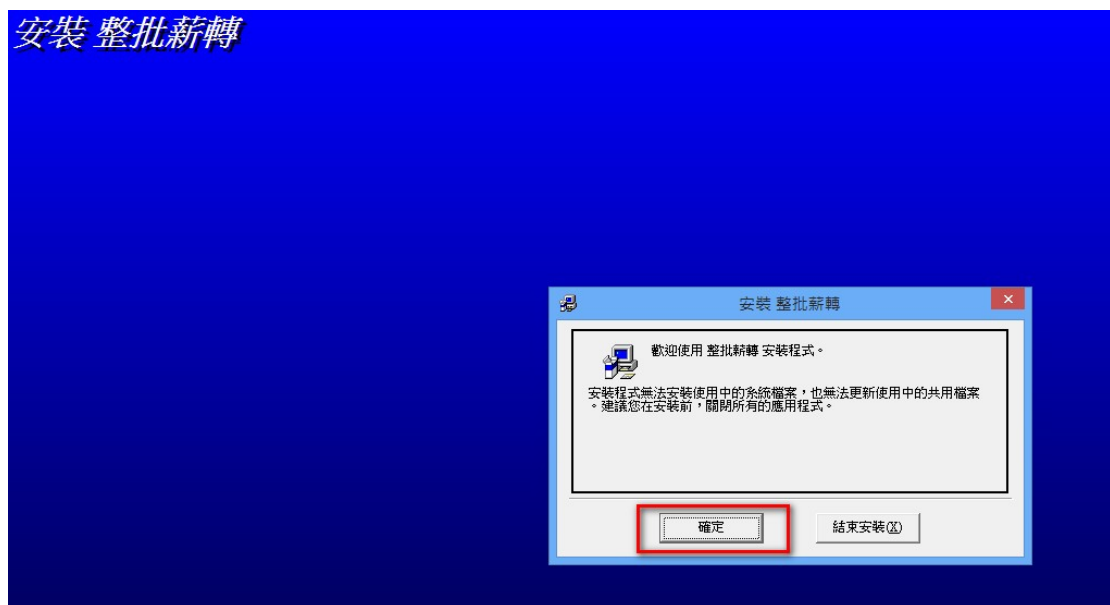 安裝 整批薪轉
安裝 整批薪轉
歡迎使用 整批薪轉 安裝程式。
安裝程式無法安裝使用中的系統檔案，也無法更新使用中的共用檔案
。建議您在安裝前，關閉所有的應用程式。
確定
結束安裝(X)